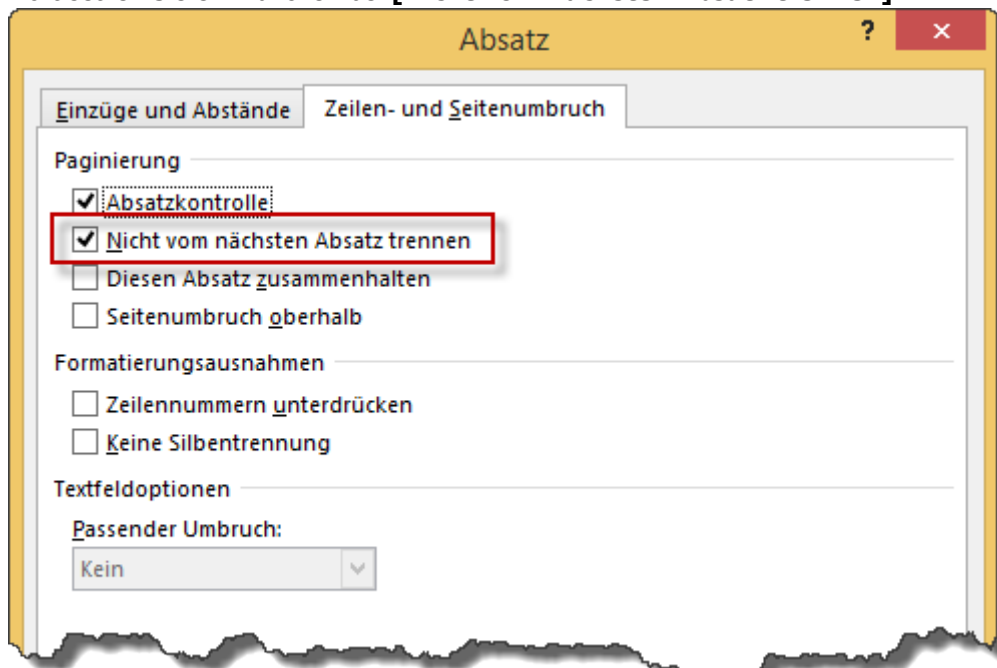 Absatz
?
×
Einzüge und Abstände
Zeilen- und Seitenumbruch
Paginierung
Absatzkontrolle
Nicht vom nächsten Absatz trennen
Diesen Absatz zusammenhalten
Seitenumbruch oberhalb
Formatierungsausnahmen
Zeilennummern unterdrücken
Keine Silbentrennung
Textfeldoptionen
Passender Umbruch:
Kein